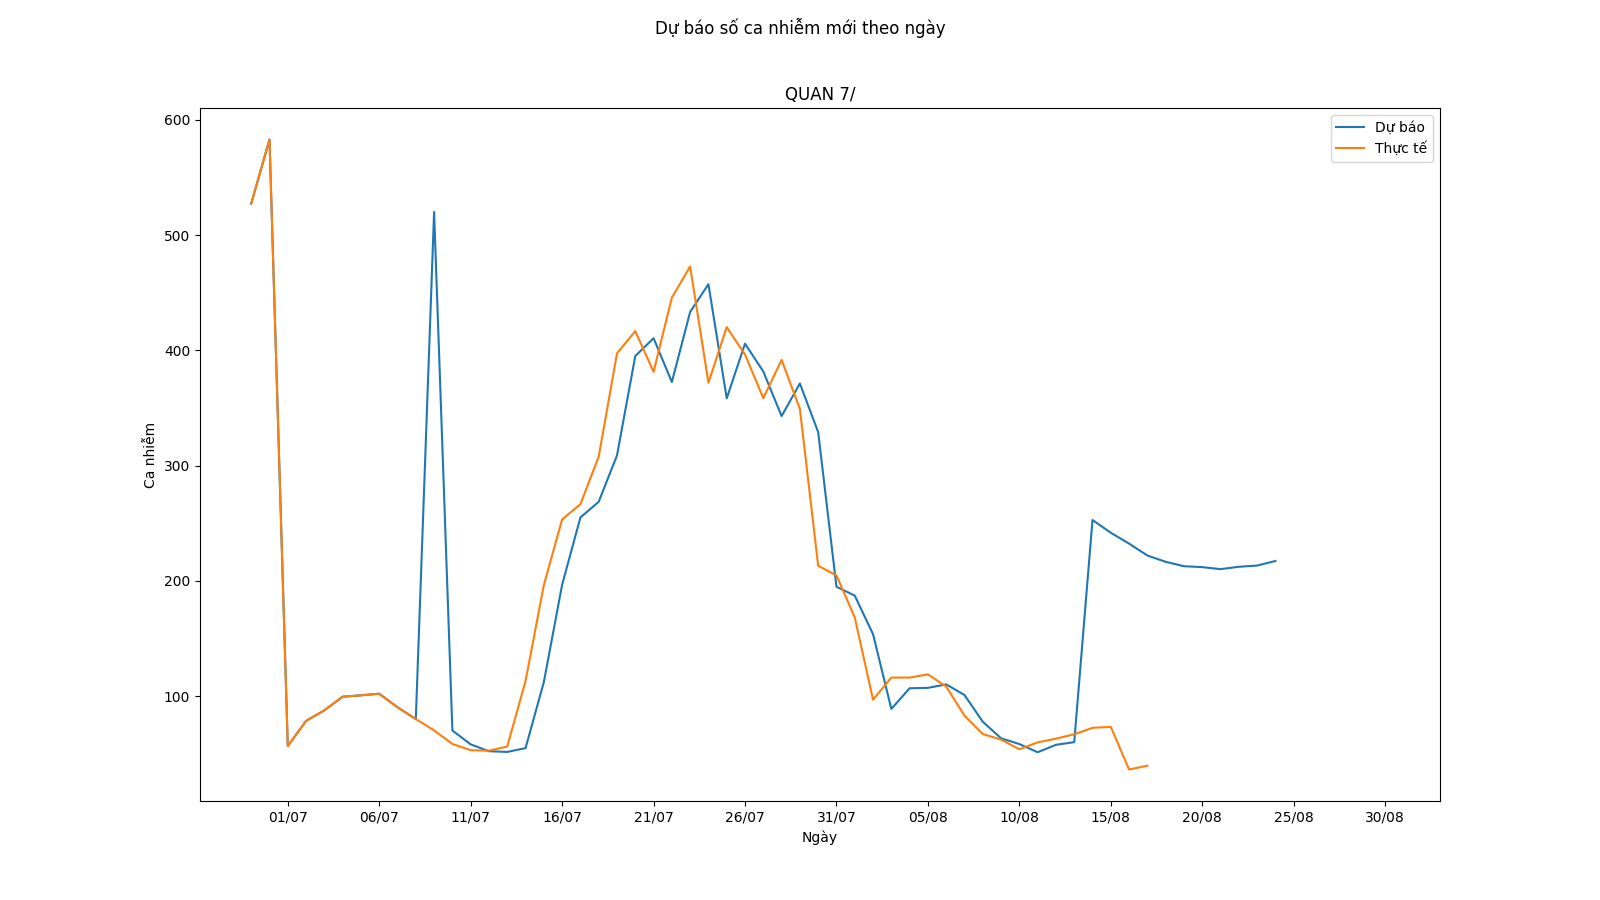 Dự báo số ca nhiễm mới theo ngày
QUAN 7/
Dự báo
Thực tế
600
500
400
300
200
100
Ca nhiễm
01/07 06/07 11/07 16/07 21/07 26/07 31/07 05/08 10/08 15/08 20/08 25/08 30/08
Ngày